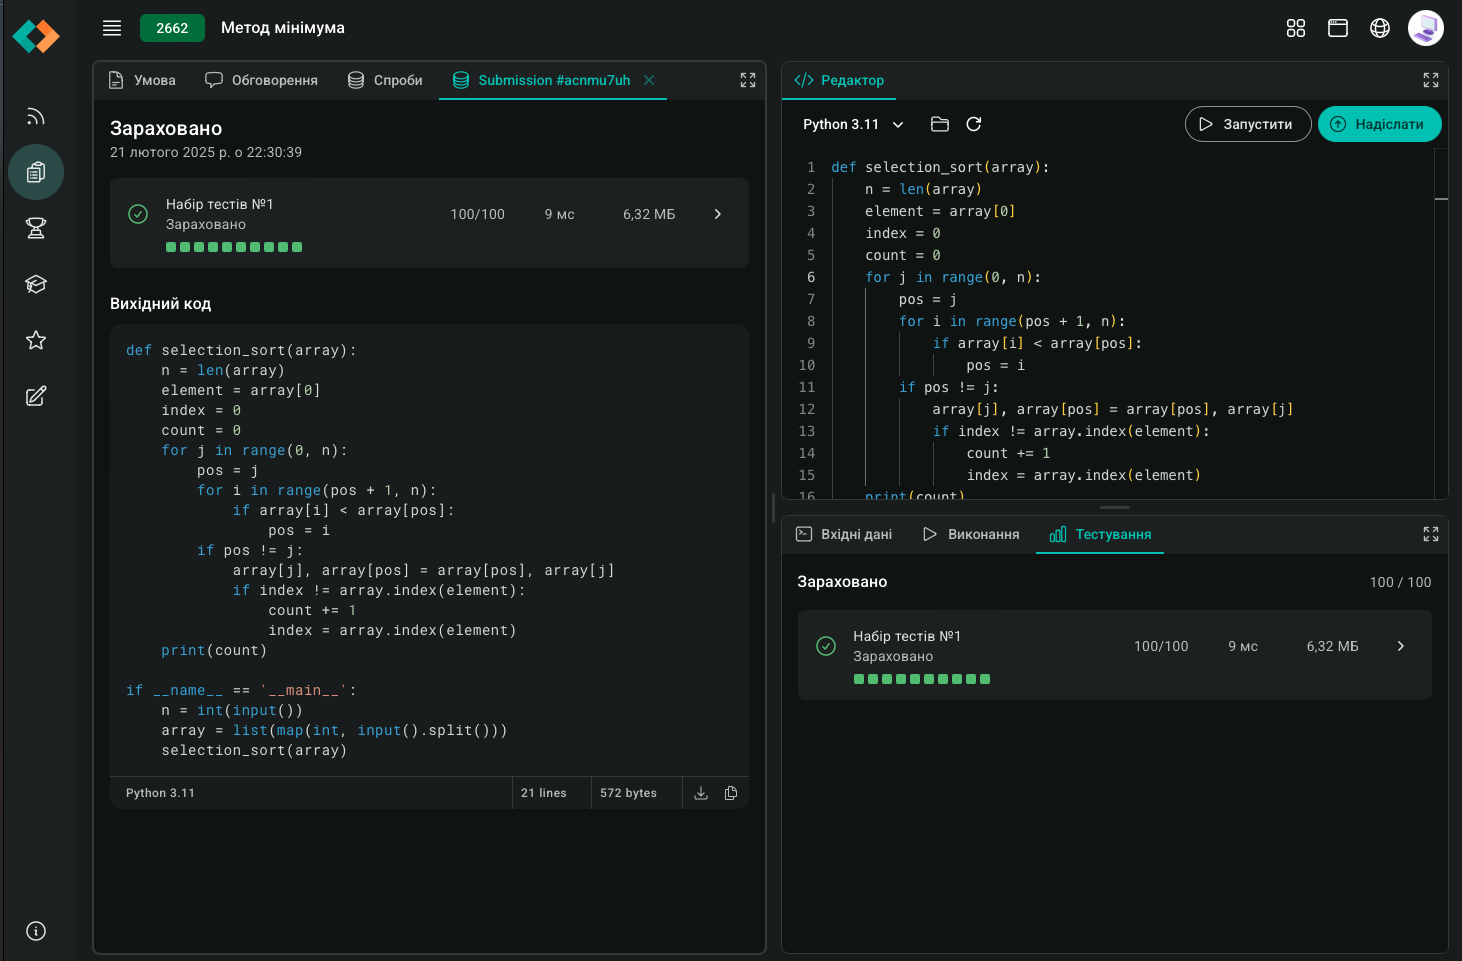 2662 Метод мінімума
Умова Обговорення Спроби Submission #acnmu7uh
Зараховано
21 лютого 2025 р. о 22:30:39
Набір тестів №1
Зараховано
100/100 9 мс 6,32 МБ
Вихідний код
def selection_sort(array):
    n = len(array)
    element = array[0]
    index = 0
    count = 0
    for j in range(0, n):
        pos = j
        for i in range(pos + 1, n):
            if array[i] < array[pos]:
                pos = i
        if pos != j:
            array[j], array[pos] = array[pos], array[j]
            if index != array.index(element):
                count += 1
                index = array.index(element)
    print(count)
if __name__ == '__main__':
    n = int(input())
    array = list(map(int, input().split()))
    selection_sort(array)
Python 3.11 21 lines 572 bytes
Редактор
Python 3.11 Запустити Надіслати
1 def selection_sort(array):
2     n = len(array)
3     element = array[0]
4     index = 0
5     count = 0
6     for j in range(0, n):
7         pos = j
8         for i in range(pos + 1, n):
9             if array[i] < array[pos]:
10                 pos = i
11         if pos != j:
12             array[j], array[pos] = array[pos], array[j]
13             if index != array.index(element):
14                 count += 1
15                 index = array.index(element)
16     print(count)
Вхідні дані Виконання Тестування
Зараховано 100 / 100
Набір тестів №1
Зараховано
100/100 9 мс 6,32 МБ